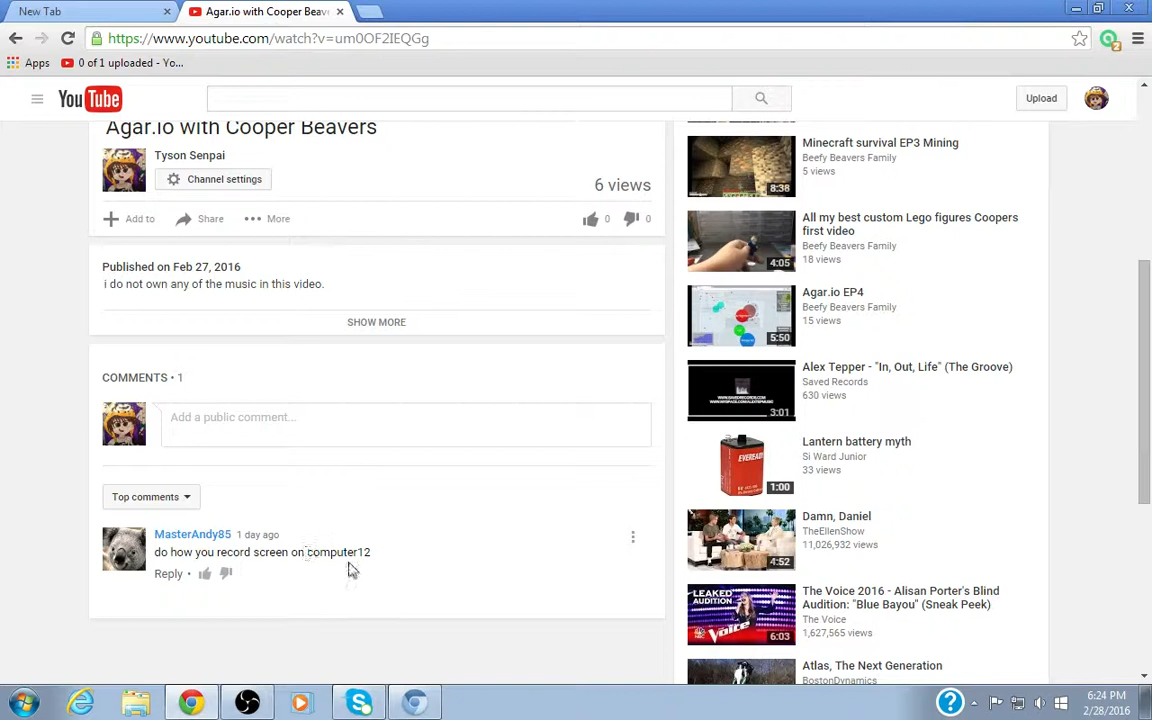 New Tab
Agar.io with Cooper Beav
https://www.youtube.com/watch?v=um0OF2IEQGg
2
Apps
0 of 1 uploaded - Yo...
YouTube
Upload
Agar.io with Cooper Beavers
Tyson Senpai
Channel settings
6 views
Add to
Share
More
0
0
Published on Feb 27, 2016
i do not own any of the music in this video.
SHOW MORE
COMMENTS • 1
Add a public comment...
Top comments
MasterAndy85 1 day ago
do how you record screen on computer12
Reply •
8:38
Minecraft survival EP3 Mining
Beefy Beavers Family
5 views
4:05
All my best custom Lego figures Coopers
first video
Beefy Beavers Family
18 views
5:50
Agar.io EP4
Beefy Beavers Family
15 views
3:01
Alex Tepper - "In, Out, Life" (The Groove)
Saved Records
630 views
EVEREADY
1:00
Lantern battery myth
Si Ward Junior
33 views
4:52
Damn, Daniel
TheEllenShow
11,026,932 views
LEAKED
AUDITION
6:03
The Voice 2016 - Alisan Porter's Blind
Audition: "Blue Bayou" (Sneak Peek)
The Voice
1,627,565 views
Atlas, The Next Generation
BostonDynamics
6:24 PM
2/28/2016